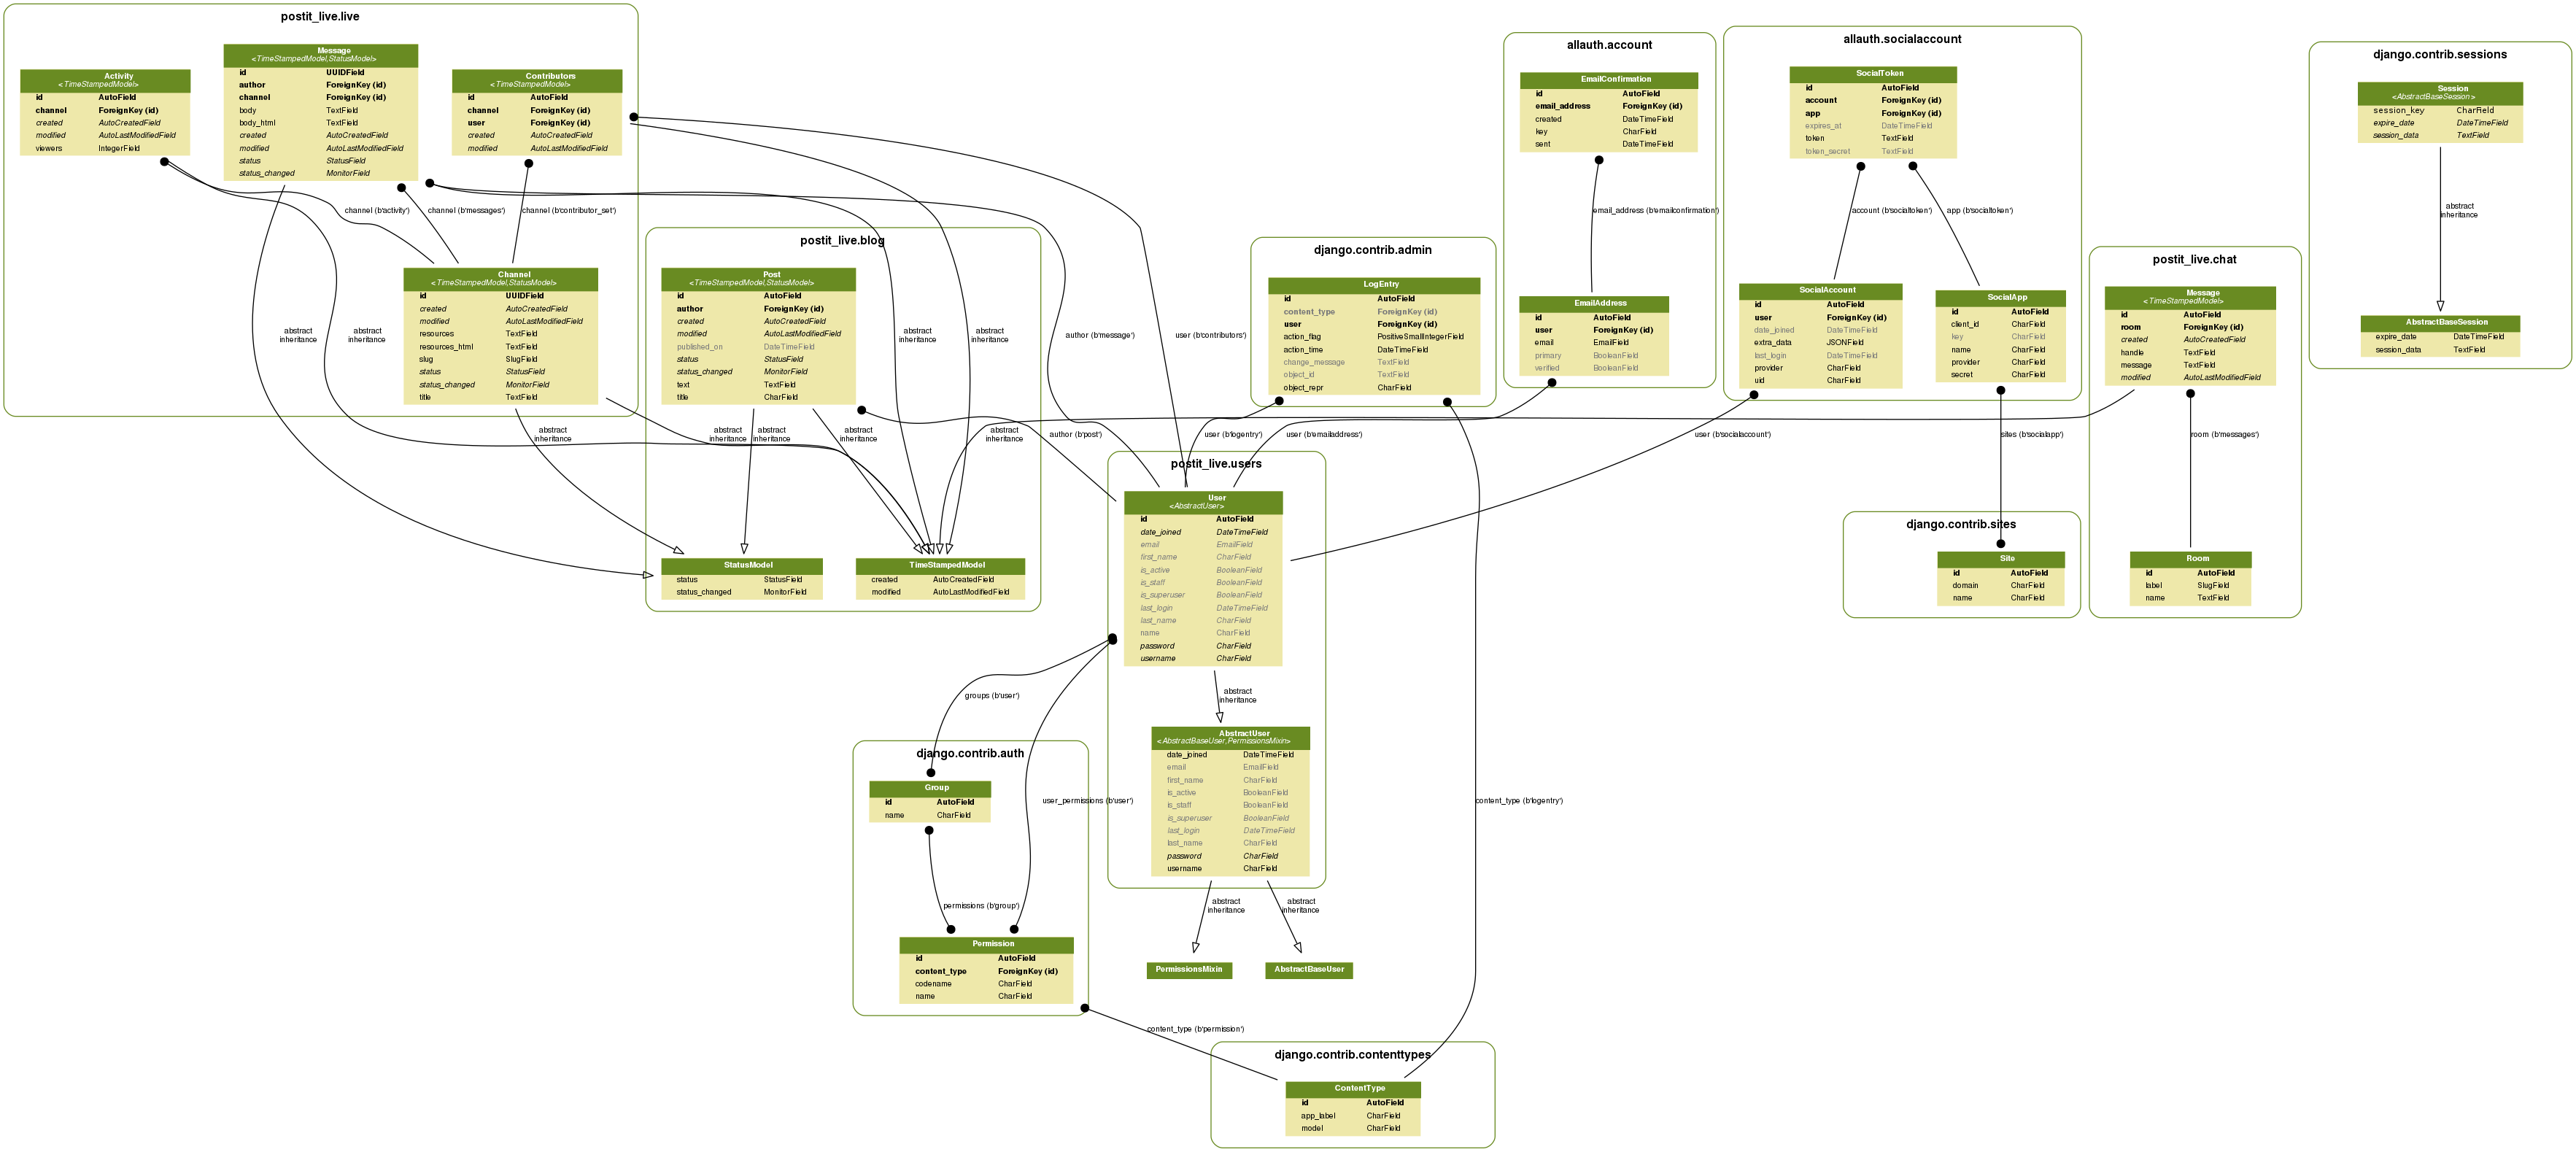 postit_live.live
Activity
<TimeStampedModel>
id AutoField
channel ForeignKey (id)
created AutoCreatedField
modified AutoLastModifiedField
viewers IntegerField
Message
<TimeStampedModel,StatusModel>
id UUIDField
author ForeignKey (id)
channel ForeignKey (id)
body TextField
body_html TextField
created AutoCreatedField
modified AutoLastModifiedField
status StatusField
status_changed MonitorField
Contributors
<TimeStampedModel>
id AutoField
channel ForeignKey (id)
user ForeignKey (id)
created AutoCreatedField
modified AutoLastModifiedField
channel (b'activity')
channel (b'messages')
channel (b'contributor_set')
Channel
<TimeStampedModel,StatusModel>
id UUIDField
created AutoCreatedField
modified AutoLastModifiedField
resources TextField
resources_html TextField
slug SlugField
status StatusField
status_changed MonitorField
title TextField
abstract
inheritance
abstract
inheritance
abstract
inheritance
postit_live.blog
Post
<TimeStampedModel,StatusModel>
id AutoField
author ForeignKey (id)
created AutoCreatedField
modified AutoLastModifiedField
published_on DateTimeField
status StatusField
status_changed MonitorField
text TextField
title CharField
abstract
inheritance
abstract
inheritance
abstract
inheritance
abstract
inheritance
abstract
inheritance
abstract
inheritance
StatusModel
status StatusField
status_changed MonitorField
TimeStampedModel
created AutoCreatedField
modified AutoLastModifiedField
author (b'message')
user (b'contributors')
author (b'post')
user (b'logentry')
user (b'emailaddress')
user (b'socialaccount')
django.contrib.admin
LogEntry
id AutoField
content_type ForeignKey (id)
user ForeignKey (id)
action_flag PositiveSmallIntegerField
action_time DateTimeField
change_message TextField
object_id TextField
object_repr CharField
allauth.account
EmailConfirmation
id AutoField
email_address ForeignKey (id)
created DateTimeField
key CharField
sent DateTimeField
email_address (b'emailconfirmation')
EmailAddress
id AutoField
user ForeignKey (id)
email EmailField
primary BooleanField
verified BooleanField
allauth.socialaccount
SocialToken
id AutoField
account ForeignKey (id)
app ForeignKey (id)
expires_at DateTimeField
token TextField
token_secret TextField
account (b'socialtoken')
app (b'socialtoken')
SocialAccount
id AutoField
user ForeignKey (id)
date_joined DateTimeField
extra_data JSONField
last_login DateTimeField
provider CharField
uid CharField
SocialApp
id AutoField
client_id CharField
key CharField
name CharField
provider CharField
secret CharField
sites (b'socialapp')
django.contrib.sites
Site
id AutoField
domain CharField
name CharField
postit_live.chat
Message
<TimeStampedModel>
id AutoField
room ForeignKey (id)
created AutoCreatedField
handle TextField
message TextField
modified AutoLastModifiedField
room (b'messages')
Room
id AutoField
label SlugField
name TextField
django.contrib.sessions
Session
<AbstractBaseSession>
session_key CharField
expire_date DateTimeField
session_data TextField
abstract
inheritance
AbstractBaseSession
expire_date DateTimeField
session_data TextField
postit_live.users
User
<AbstractUser>
id AutoField
date_joined DateTimeField
email EmailField
first_name CharField
is_active BooleanField
is_staff BooleanField
is_superuser BooleanField
last_login DateTimeField
last_name CharField
name CharField
password CharField
username CharField
abstract
inheritance
AbstractUser
<AbstractBaseUser,PermissionsMixin>
date_joined DateTimeField
email EmailField
first_name CharField
is_active BooleanField
is_staff BooleanField
is_superuser BooleanField
last_login DateTimeField
last_name CharField
password CharField
username CharField
abstract
inheritance
abstract
inheritance
PermissionsMixin
AbstractBaseUser
groups (b'user')
user_permissions (b'user')
content_type (b'logentry')
django.contrib.auth
Group
id AutoField
name CharField
permissions (b'group')
Permission
id AutoField
content_type ForeignKey (id)
codename CharField
name CharField
content_type (b'permission')
django.contrib.contenttypes
ContentType
id AutoField
app_label CharField
model CharField